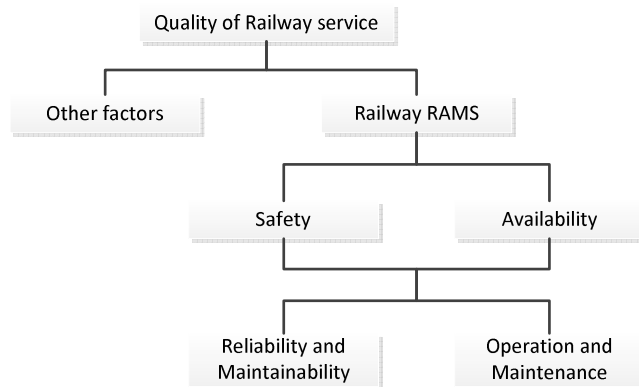 Quality of Railway service
Other factors
Railway RAMS
Safety
Availability
Reliability and
Maintainability
Operation and
Maintenance